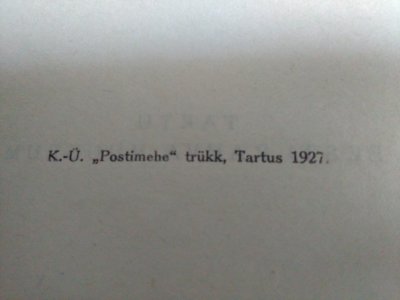 K.-Ü. „Postimehe“ trükk, Tartus 1927.